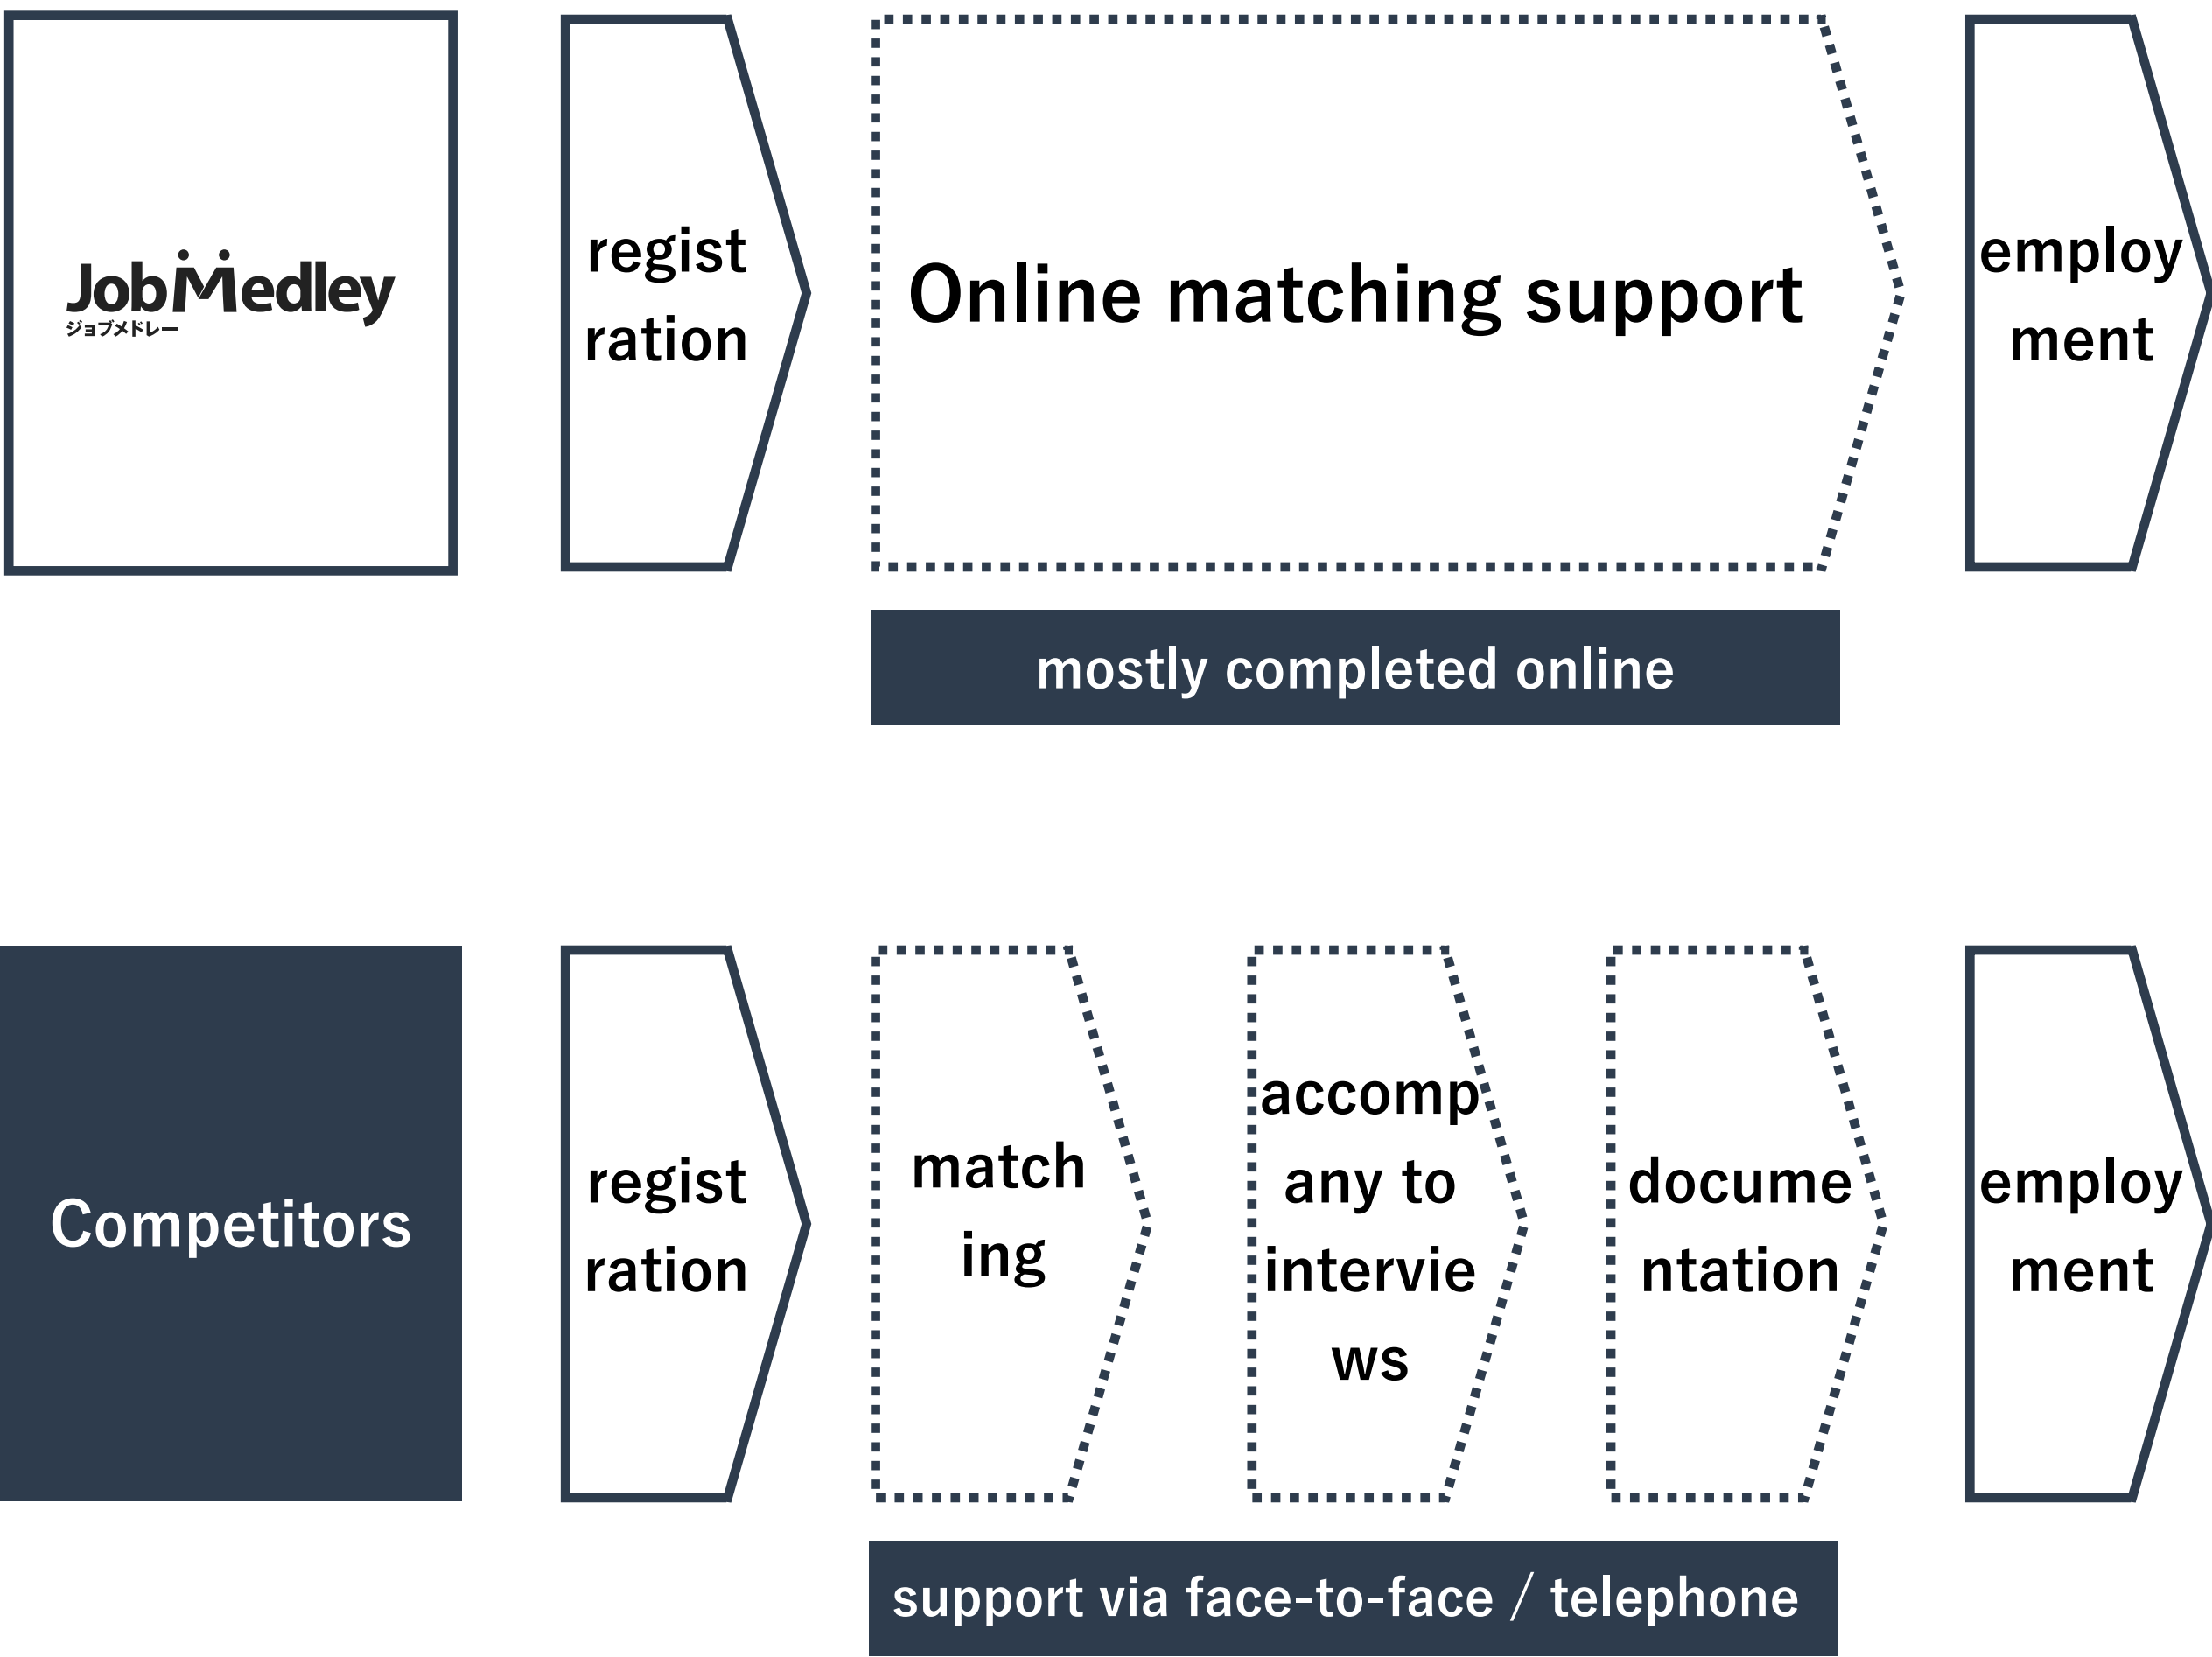 JobMedley
ジョブメドレー
regist
ration
Online matching support
employ
ment
mostly completed online
Competitors
regist
ration
match
ing
accomp
any to
intervie
ws
docume
ntation
employ
ment
support via face-to-face / telephone